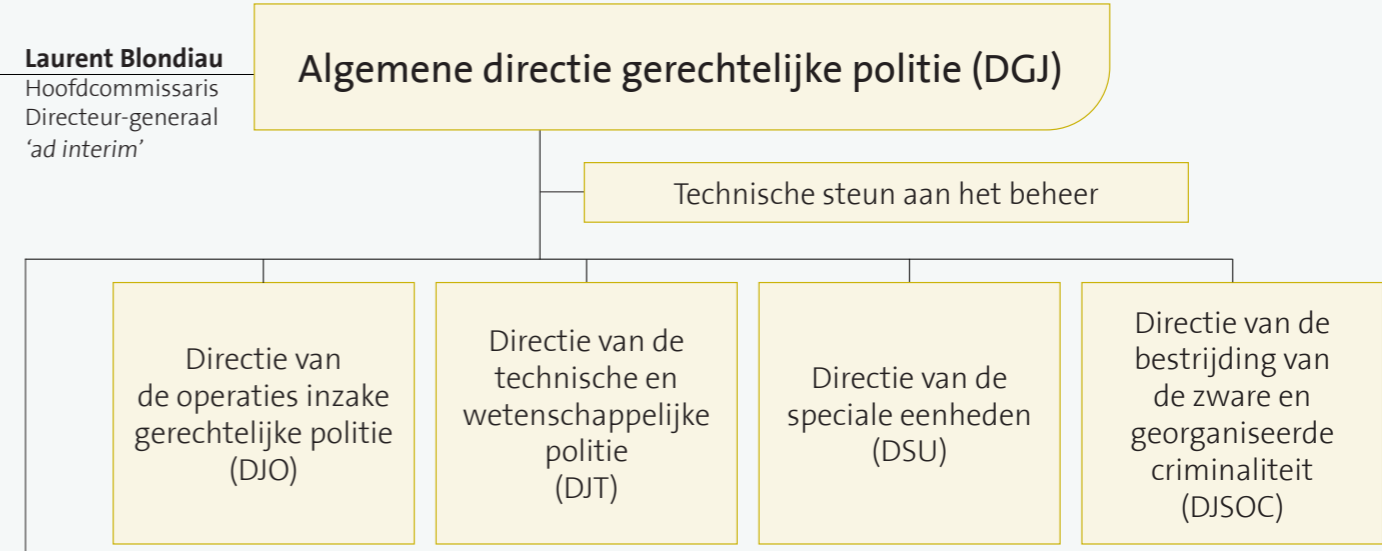 Laurent Blondiau
Hoofdcommissaris
Directeur-generaal
‘ad interim’
Algemene directie gerechtelijke politie (DGJ)
Technische steun aan het beheer
Directie van
de operaties inzake
gerechtelijke politie
(DJO)
Directie van de
technische en
wetenschappelijke
politie
(DJT)
Directie van de
speciale eenheden
(DSU)
Directie van de
bestrijding van
de zware en
georganiseerde
criminaliteit
(DJSOC)